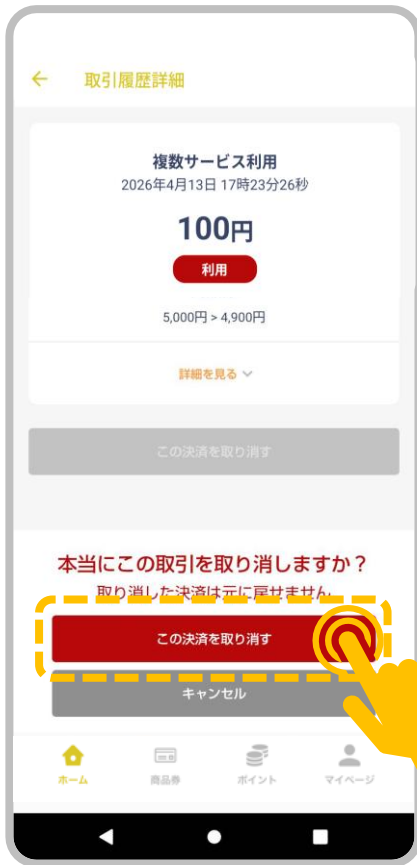 取引履歴詳細
複数サービス利用
2026年4月13日 17時23分26秒
100円
利用
5,000円 > 4,900円
詳細を見る
この決済を取り消す
本当にこの取引を取り消しますか？
取り消した決済は元に戻せません
この決済を取り消す
キャンセル
ホーム
商品券
ポイント
マイページ